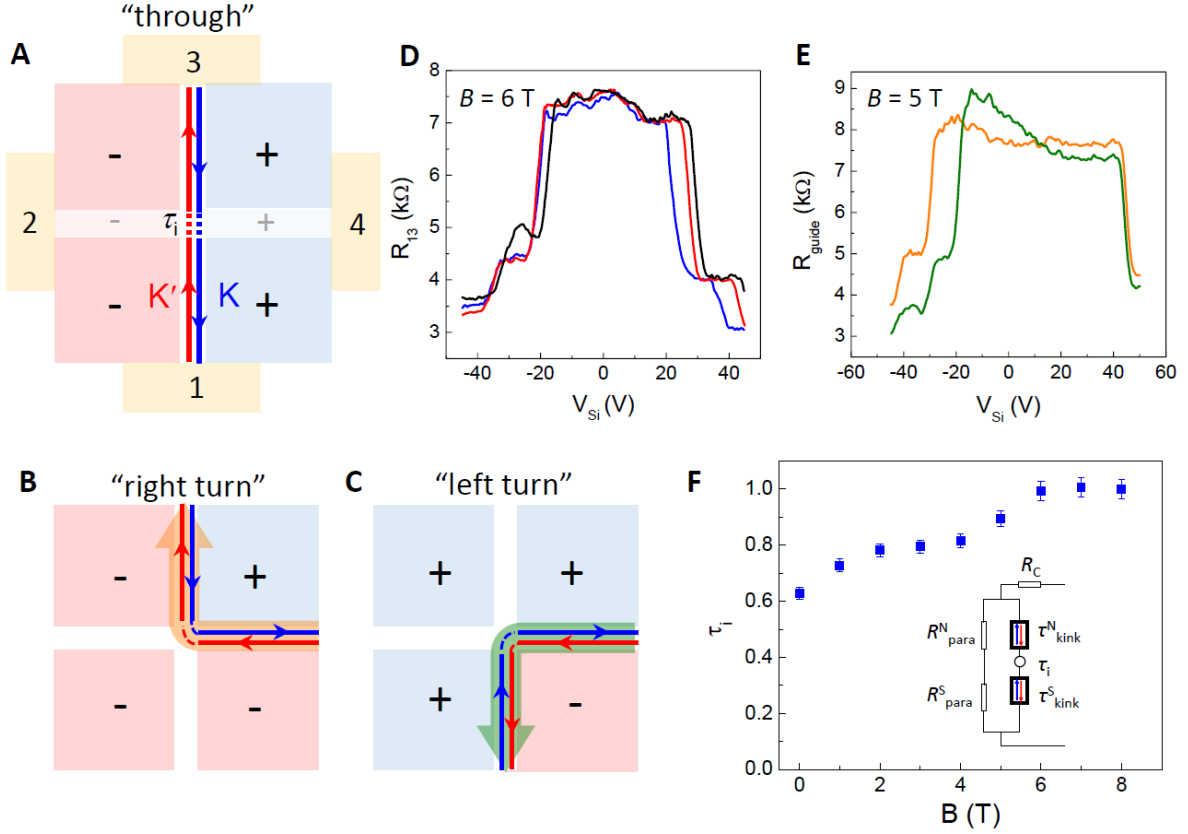 A
“through”
3
-
+
2
-
τi
+
4
-
K′
K
+
1
D
B = 6 T
R13 (kΩ)
8
7
6
5
4
3
-40
-20
0
20
40
VSi (V)
E
B = 5 T
Rguide (kΩ)
9
8
7
6
5
4
3
-60
-40
-20
0
20
40
60
VSi (V)
B
“right turn”
-
+
-
-
C
“left turn”
+
+
+
-
F
τi
1.0
0.8
0.6
0.4
0.2
0.0
0
2
4
6
8
B (T)
RC
RNpara
τNkink
τi
RSpara
τSkink